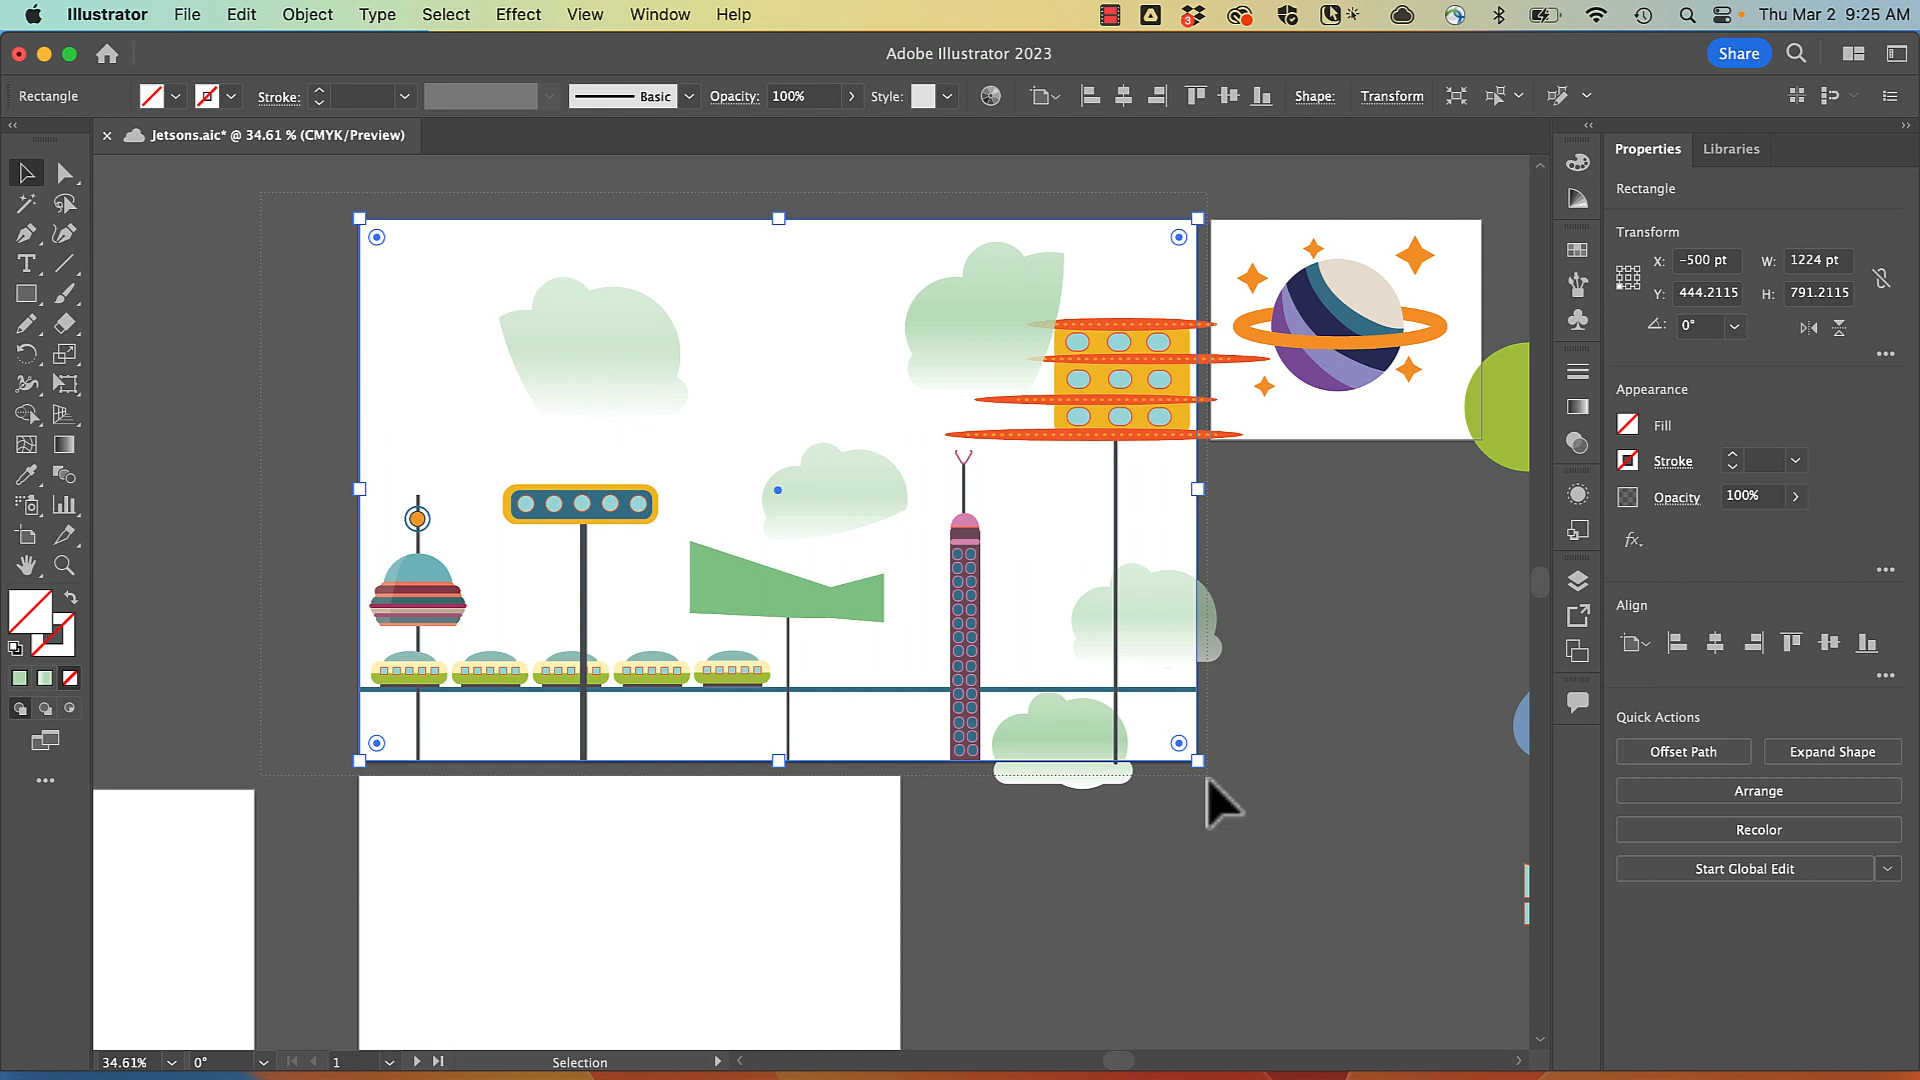 Illustrator File Edit Object Type Select Effect View Window Help
3
Thu Mar 2 9:25 AM
Adobe Illustrator 2023
Share
Rectangle
Stroke:
Basic
Opacity: 100%
Style:
Shape:
Transform
× Jetsons.aic* @ 34.61 % (CMYK/Preview)
Properties Libraries
Rectangle
Transform
X: -500 pt W: 1224 pt
Y: 444.2115 H: 791.2115
0°
Appearance
Fill
Stroke
Opacity 100%
fx.
Align
Quick Actions
Offset Path Expand Shape
Arrange
Recolor
Start Global Edit
34.61% 0° 1 Selection